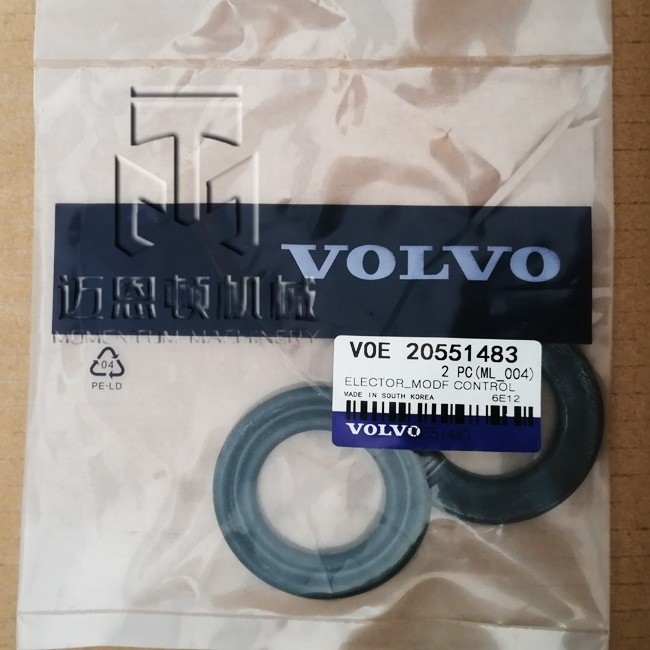 VOLVO
迈恩顿机械
MOMENTUM MACHINERY
04
PE-LD
VOE 20551483
2 PC(ML_004)
ELECTOR_MODF CONTROL
MADE IN SOUTH KOREA
6E12
VOLVO
20551483